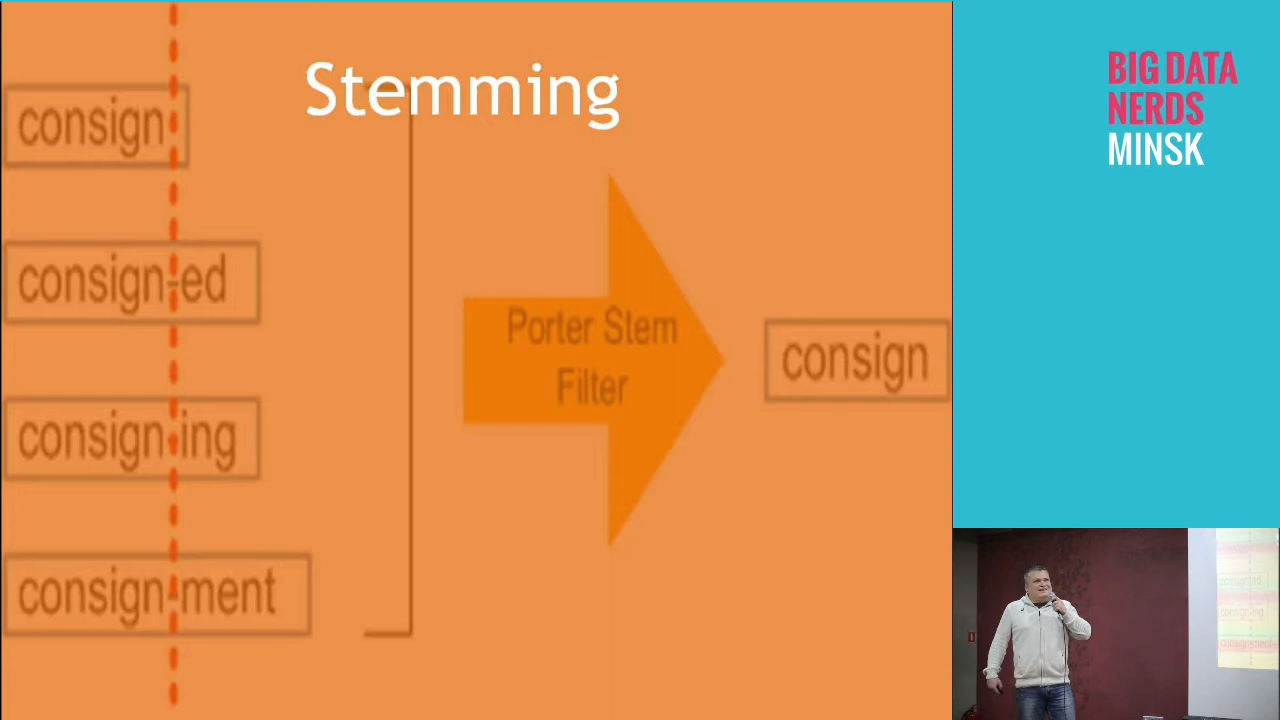 Stemming
consign
consign-ed
consign-ing
consign-ment
Porter Stem
Filter
consign
BIG DATA
NERDS
MINSK